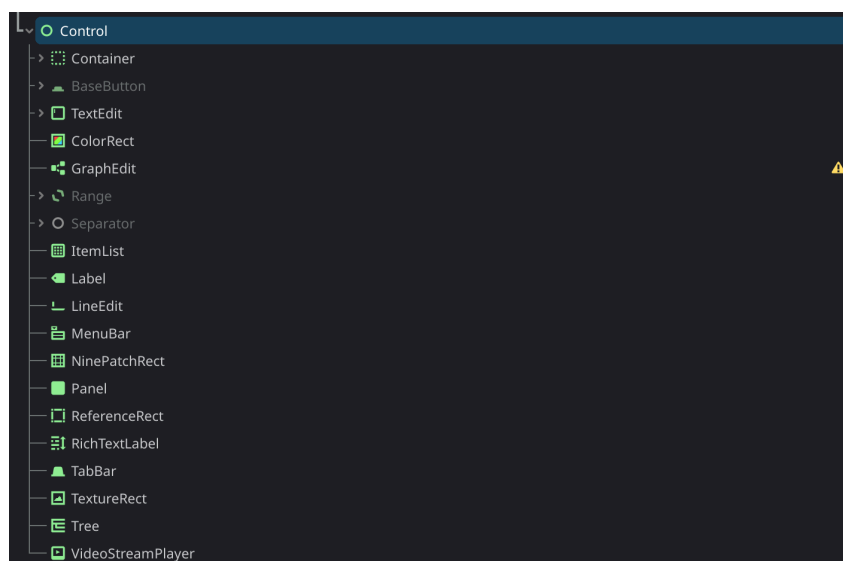 Control
Container
BaseButton
TextEdit
ColorRect
GraphEdit
Range
Separator
ItemList
Label
LineEdit
MenuBar
NinePatchRect
Panel
ReferenceRect
RichTextLabel
TabBar
TextureRect
Tree
VideoStreamPlayer